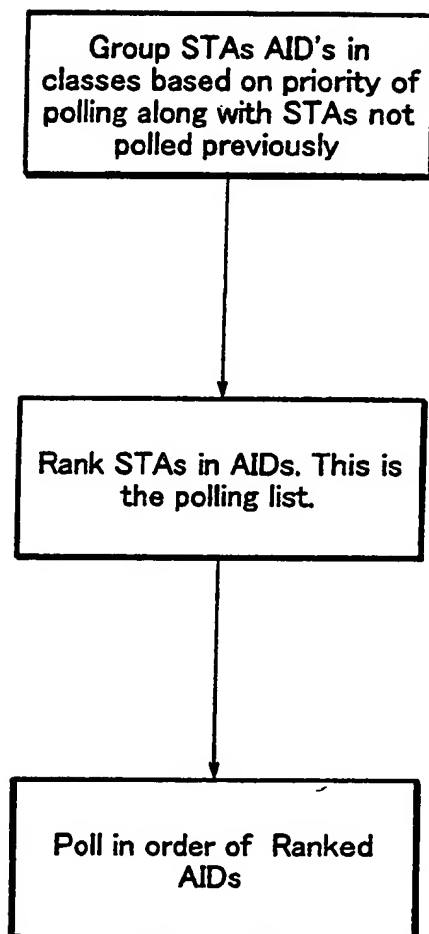 Group STAs AID's in
classes based on priority of
polling along with STAs not
polled previously
Rank STAs in AIDs. This is
the polling list.
Poll in order of Ranked
AIDs